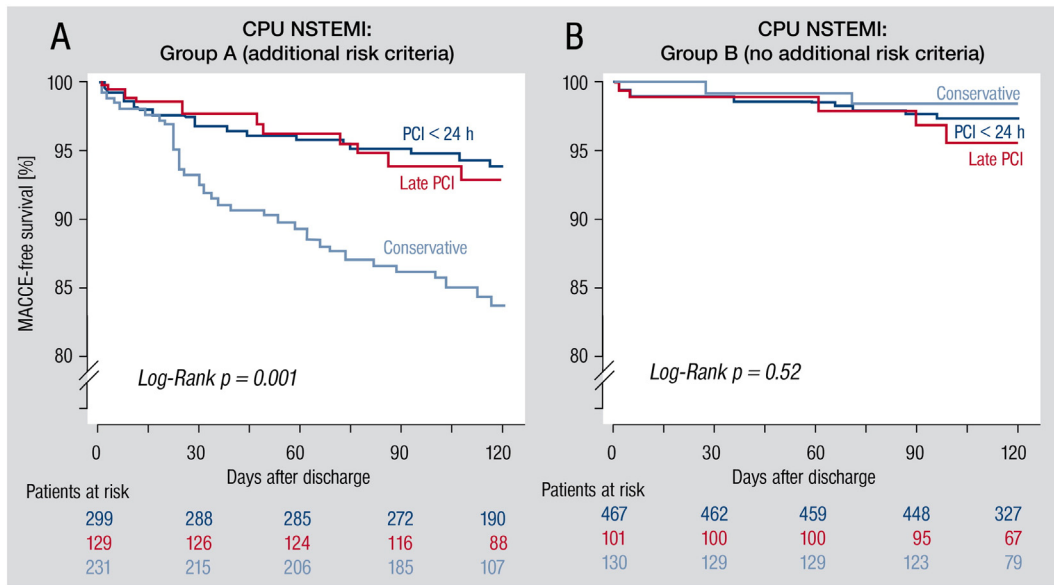 A
CPU NSTEMI:
Group A (additional risk criteria)
MACCE-free survival [%]
100
95
90
85
80
PCI < 24 h
Late PCI
Conservative
Log-Rank p = 0.001
0 30 60 90 120
Days after discharge
Patients at risk
299 288 285 272 190
129 126 124 116 88
231 215 206 185 107
B
CPU NSTEMI:
Group B (no additional risk criteria)
100
95
90
85
80
Conservative
PCI < 24 h
Late PCI
Log-Rank p = 0.52
0 30 60 90 120
Days after discharge
Patients at risk
467 462 459 448 327
101 100 100 95 67
130 129 129 123 79